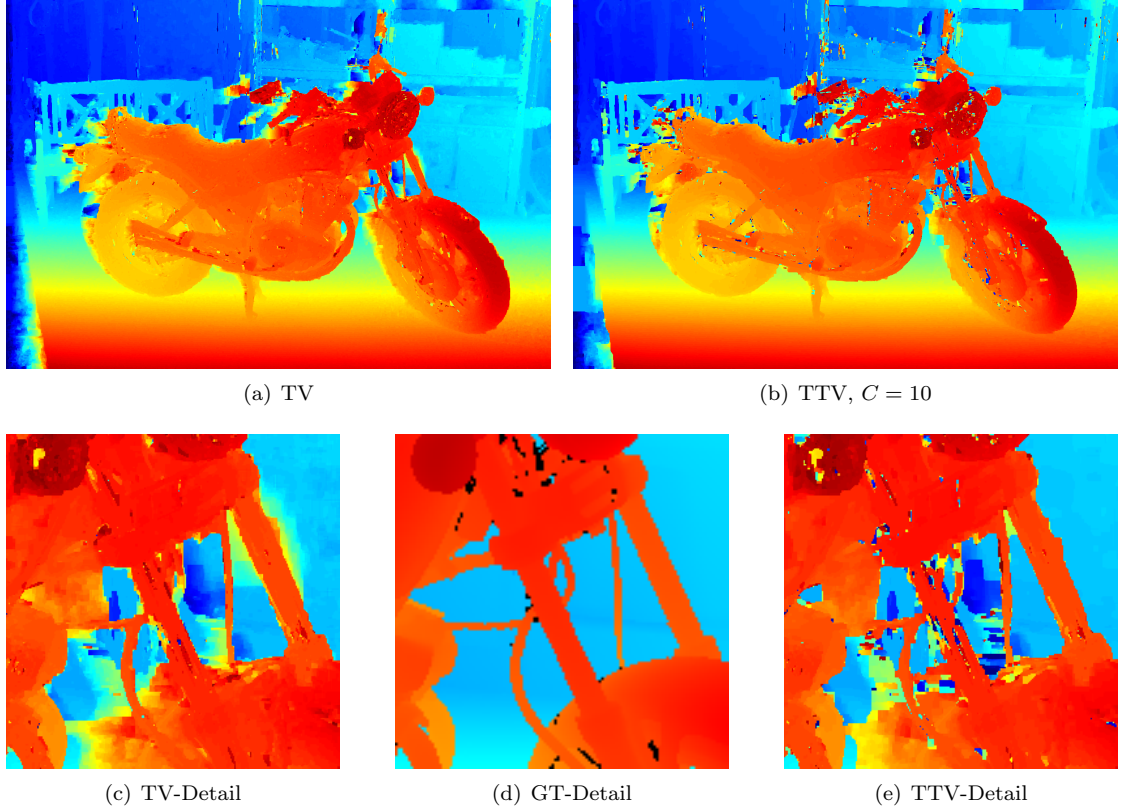 (a) TV
(b) TTV, C = 10
(c) TV-Detail
(d) GT-Detail
(e) TTV-Detail